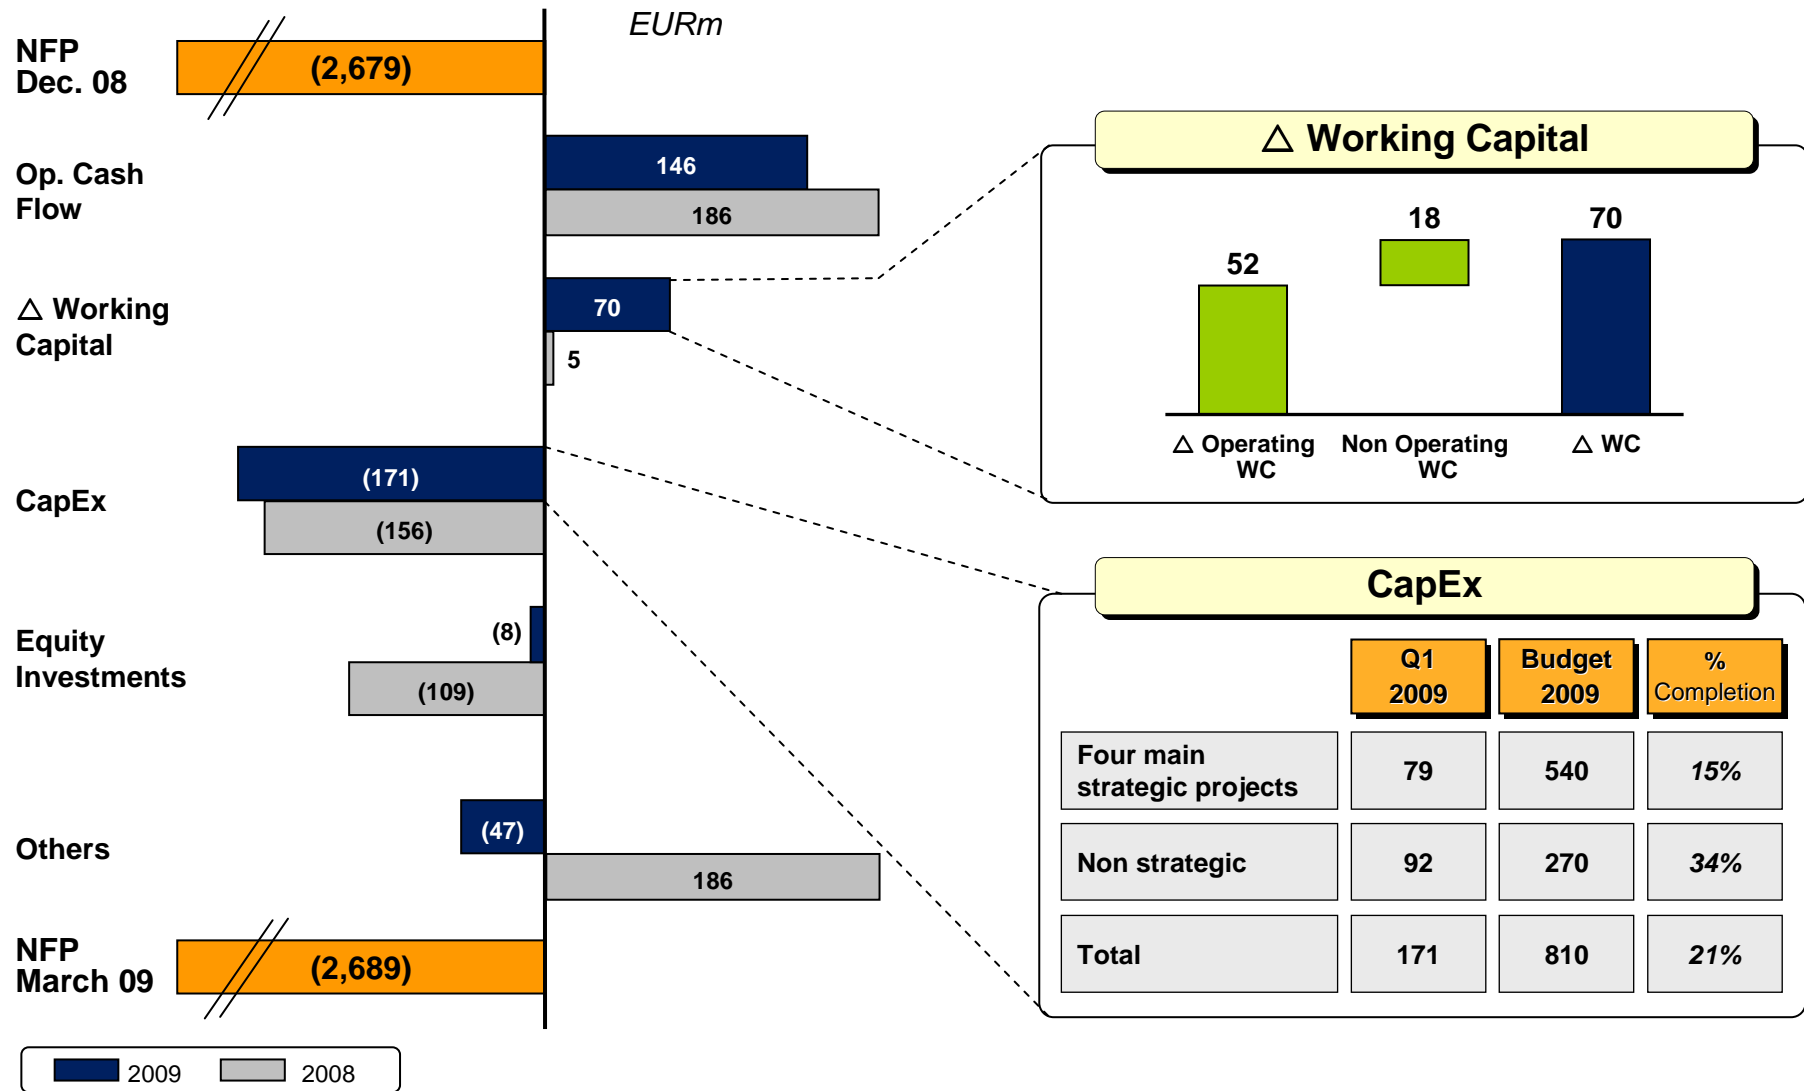 EURm
NFP
Dec. 08
(2,679)
Op. Cash
Flow
146
186
△ Working
Capital
70
5
CapEx
(171)
(156)
Equity
Investments
(8)
(109)
Others
(47)
186
NFP
March 09
(2,689)
2009 2008
△ Working Capital
52 18 70
△ Operating
WC
Non Operating
WC
△ WC
CapEx
Q1
2009
Budget
2009
%
Completion
Four main
strategic projects
79 540 15%
Non strategic 92 270 34%
Total 171 810 21%